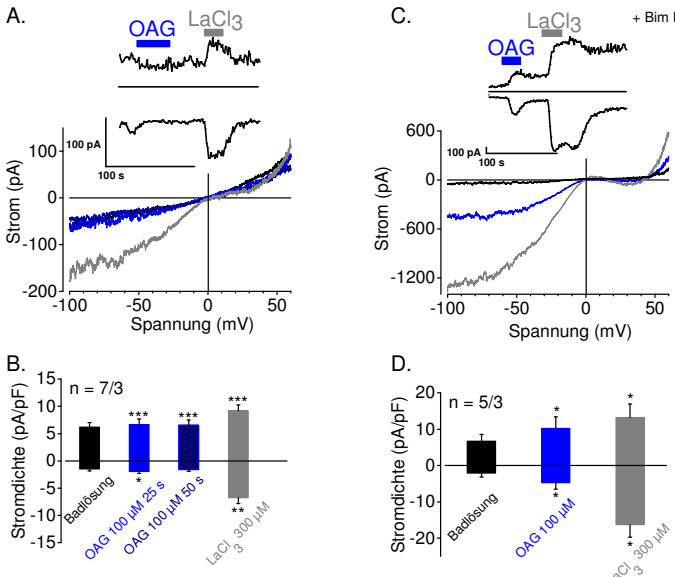 A.
OAG
LaCl3
100 pA
100 s
Strom (pA)
100
0
-100
-200
-100
-50
0
50
Spannung (mV)
B.
n = 7/3
Stromdichte (pA/pF)
15
10
5
0
5
10
-15
***
***
***
*
**
Badlösung
OAG 100 µM 25 s
OAG 100 µM 50 s
LaCl3 300 µM
C.
+ Bim I
OAG
LaCl3
100 pA
100 s
Strom (pA)
600
0
-600
-1200
-100
-50
0
50
Spannung (mV)
D.
n = 5/3
Stromdichte (pA/pF)
20
10
0
10
-20
*
*
*
*
Badlösung
OAG 100 µM
LaCl3 300 µM